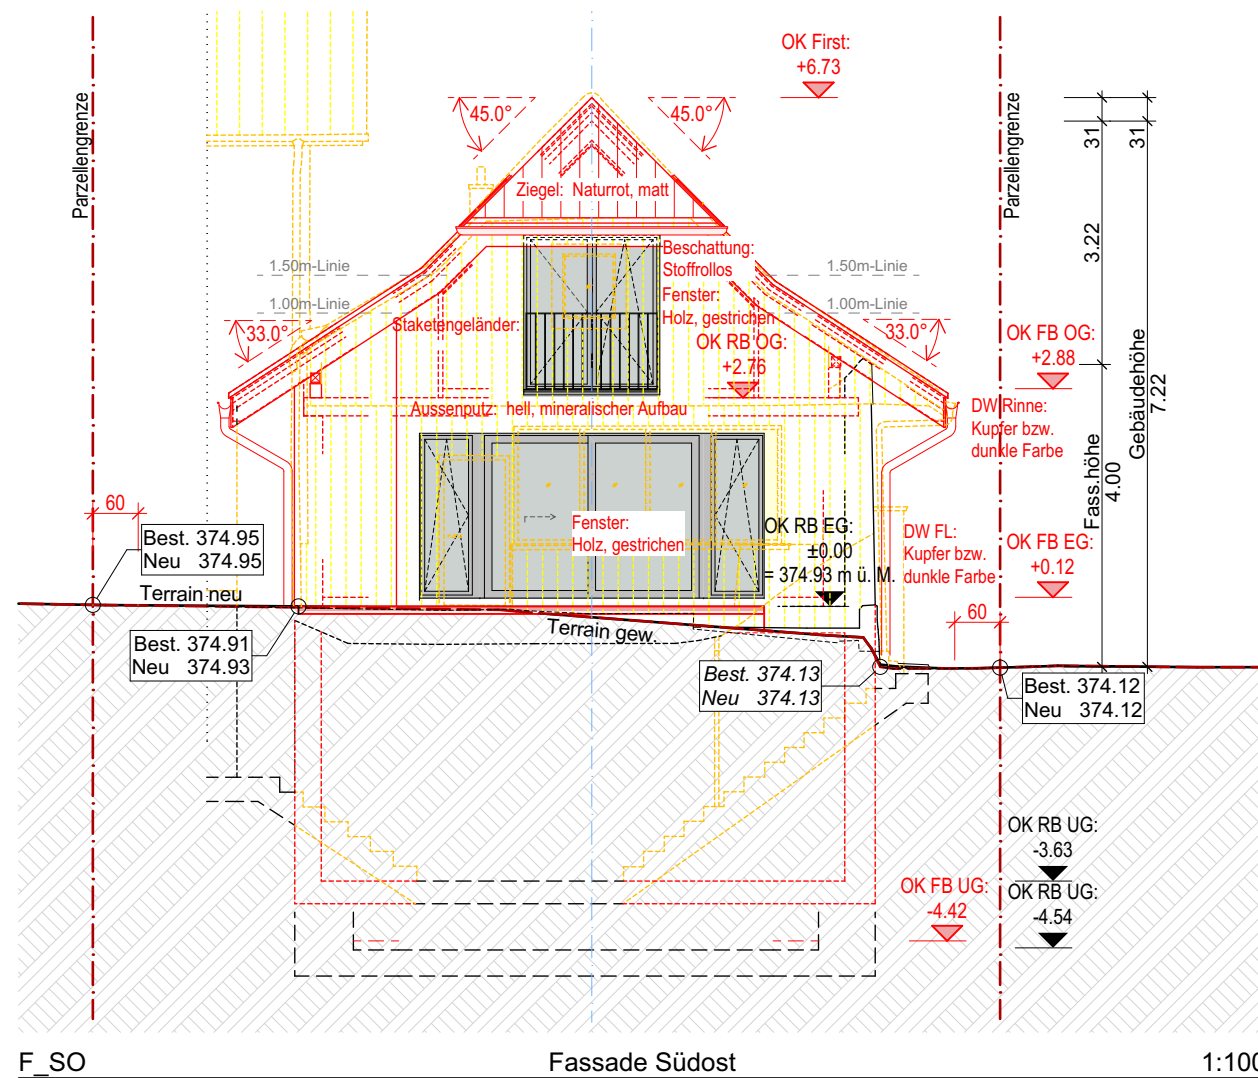 OK First:
+6.73
45.0°
45.0°
Parzellengrenze
Parzellengrenze
31
31
Ziegel: Naturrot, matt
3.22
Beschattung:
Stoffrollos
1.50m-Linie
1.50m-Linie
Fenster:
Holz, gestrichen
1.00m-Linie
1.00m-Linie
33.0°
33.0°
Staketengeländer:
OK RB OG:
+2.76
OK FB OG:
+2.88
Gebäudehöhe
7.22
Aussenputz: hell, mineralischer Aufbau
DW Rinne:
Kupfer bzw.
dunkle Farbe
Fass.höhe
4.00
60
Best. 374.95
Neu 374.95
Fenster:
Holz, gestrichen
OK RB EG:
±0.00
= 374.93 m ü. M.
DW FL:
Kupfer bzw.
dunkle Farbe
OK FB EG:
+0.12
Terrain neu
60
Terrain gew.
Best. 374.91
Neu 374.93
Best. 374.13
Neu 374.13
Best. 374.12
Neu 374.12
OK RB UG:
-3.63
OK FB UG:
-4.42
OK RB UG:
-4.54
F_SO
Fassade Südost
1:100